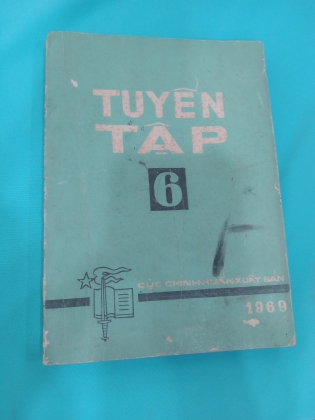 TUYỂN
TẬP
6
CỤC CHÍNH TRỊ XUẤT BẢN
1969